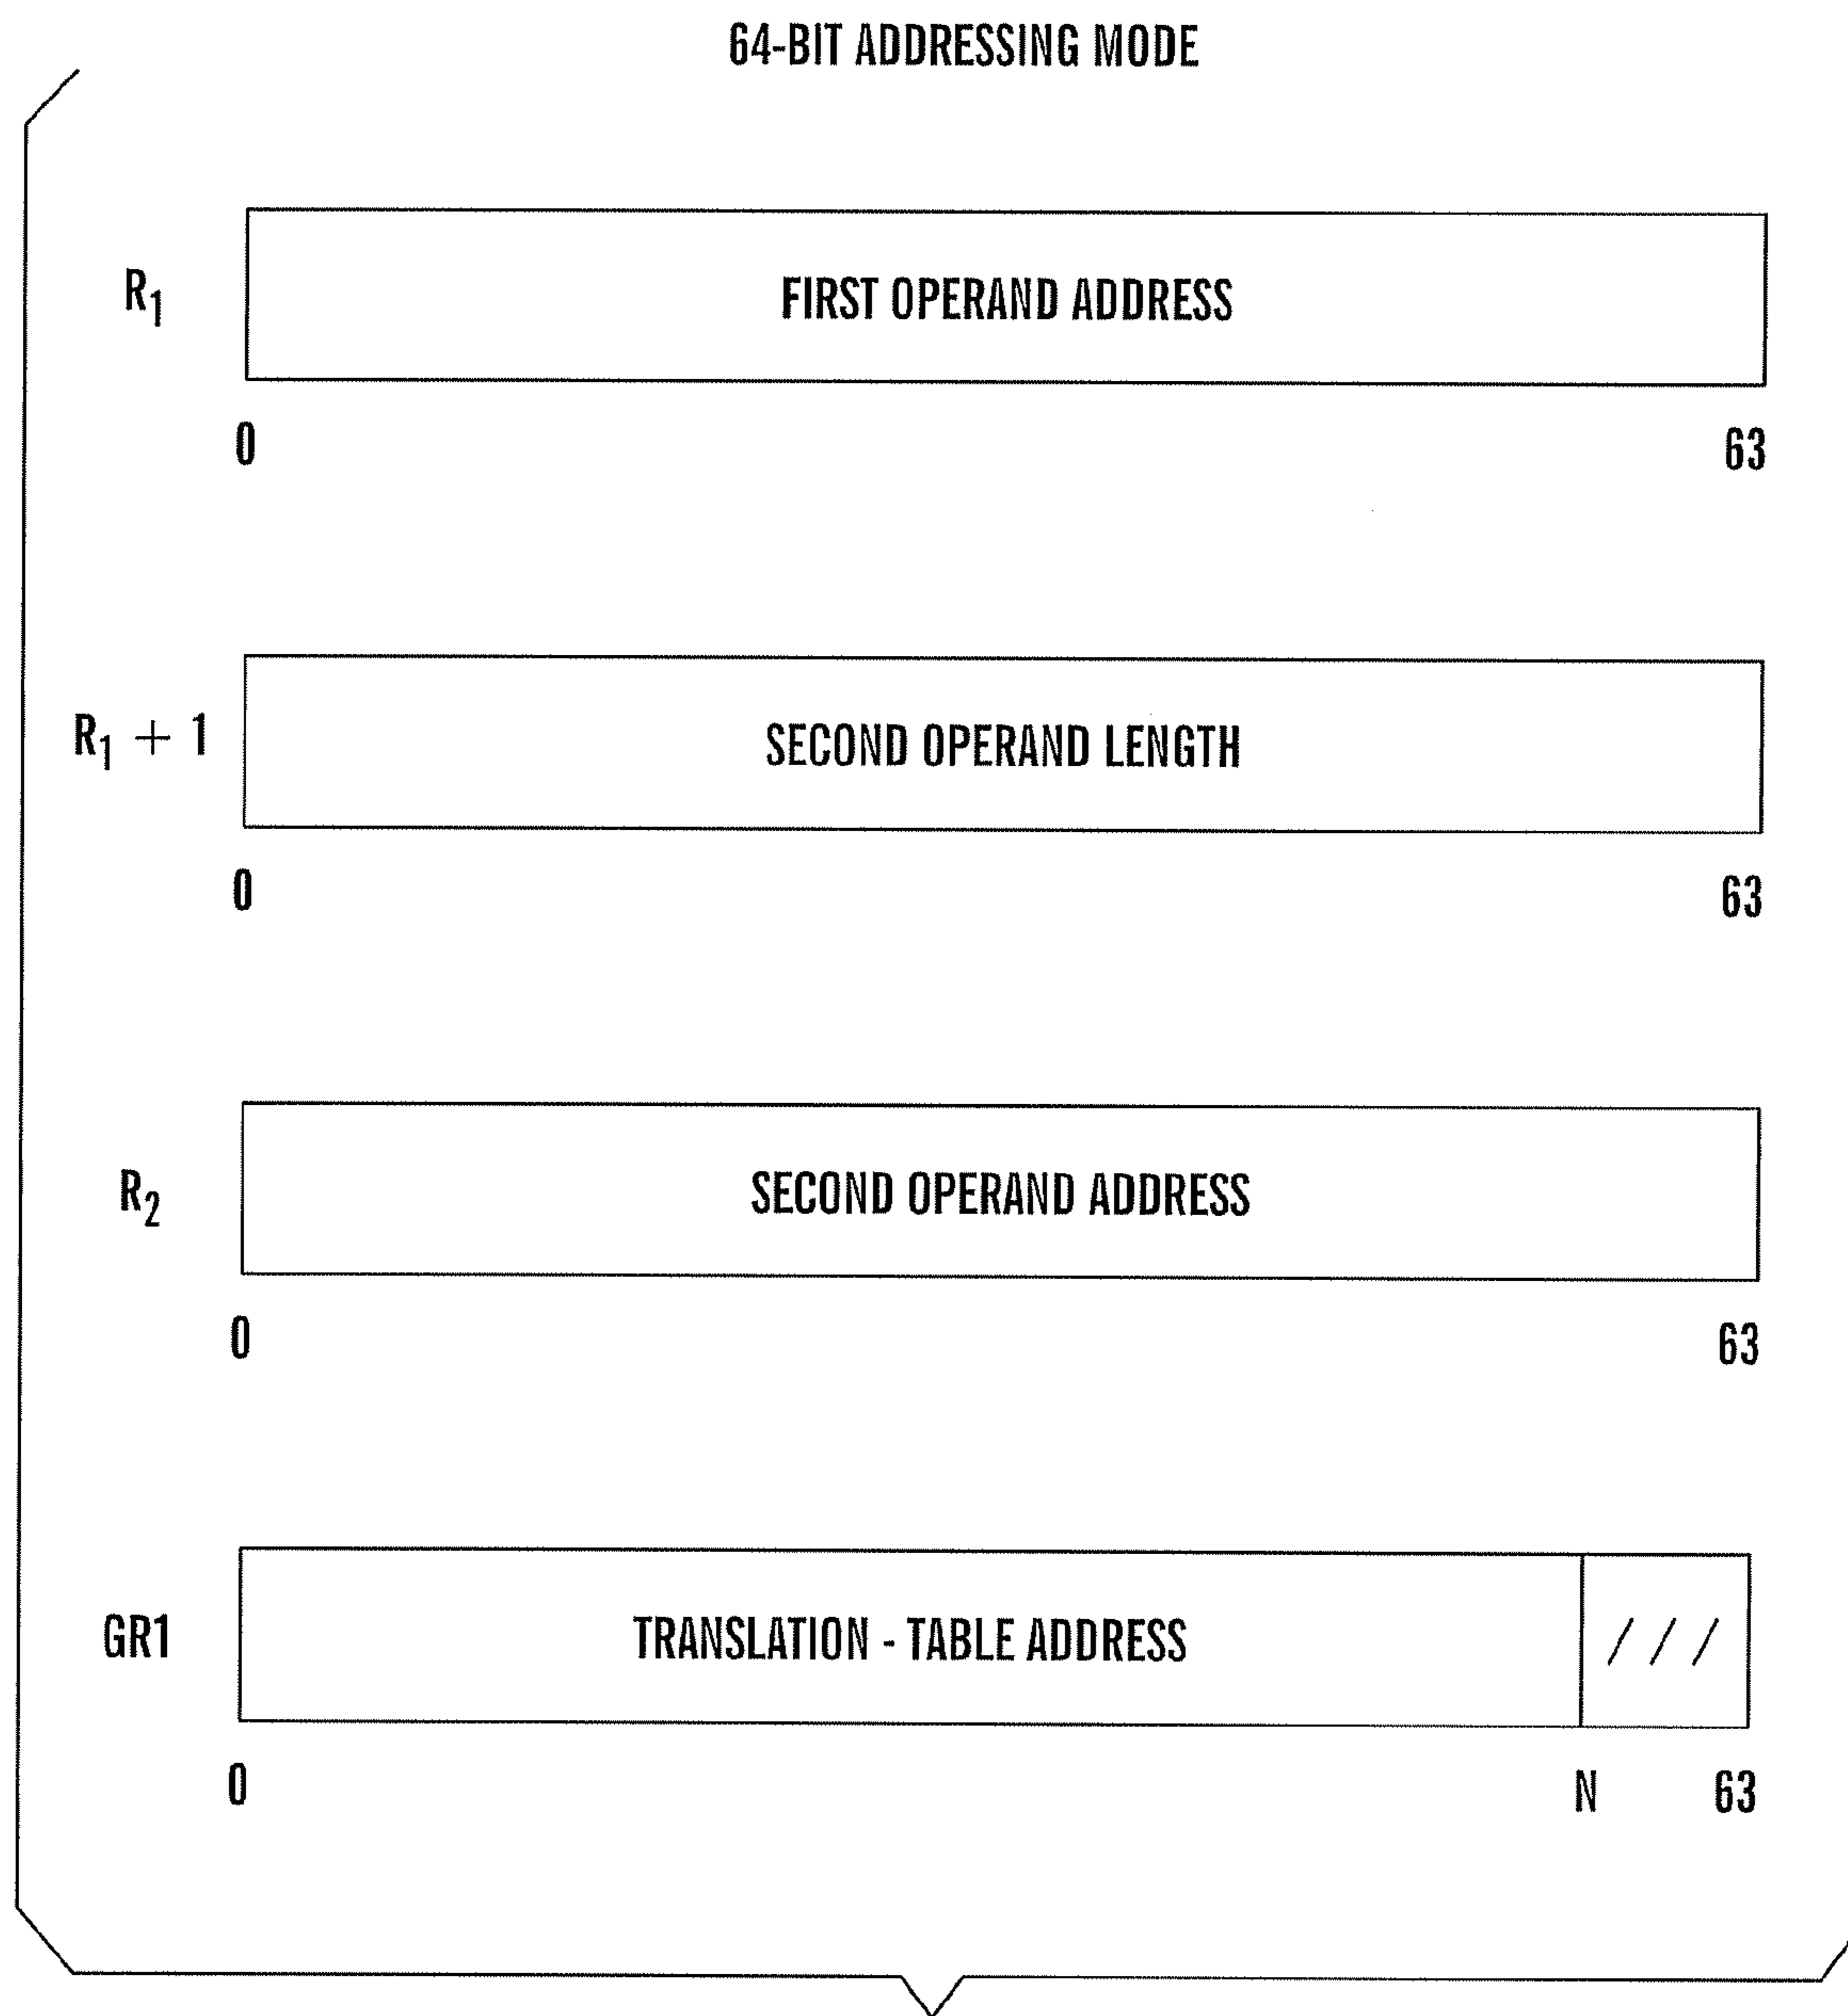 64-BIT ADDRESSING MODE
R₁ FIRST OPERAND ADDRESS
0 63
R₁ + 1 SECOND OPERAND LENGTH
0 63
R₂ SECOND OPERAND ADDRESS
0 63
GR1 TRANSLATION - TABLE ADDRESS ///
0 N 63